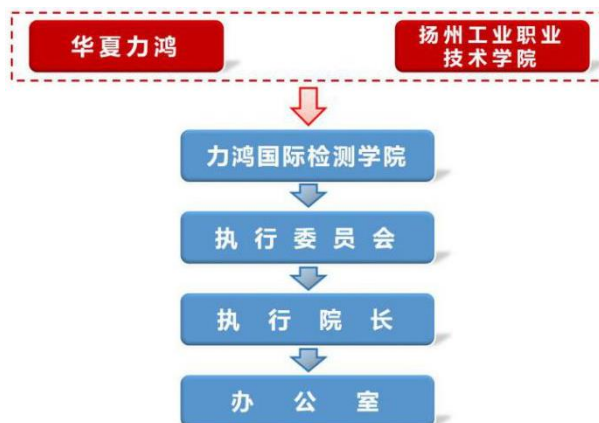 华夏力鸿
扬州工业职业
技术学院
力鸿国际检测学院
执行委员会
执行院长
办公室